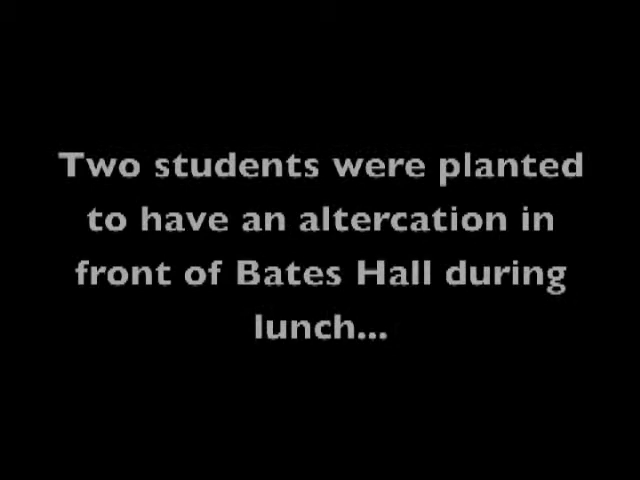 Two students were planted
to have an altercation in
front of Bates Hall during
lunch...